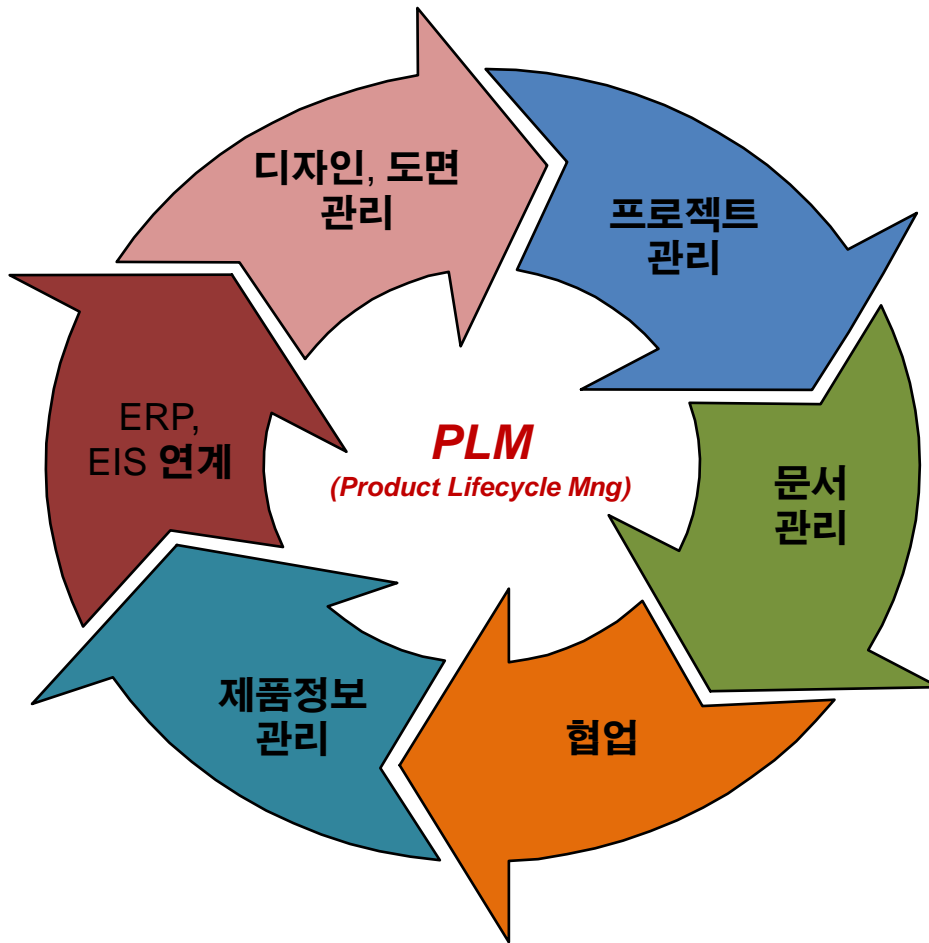 디자인, 도면
관리
프로젝트
관리
문서
관리
협업
제품정보
관리
ERP,
EIS 연계
PLM
(Product Lifecycle Mng)